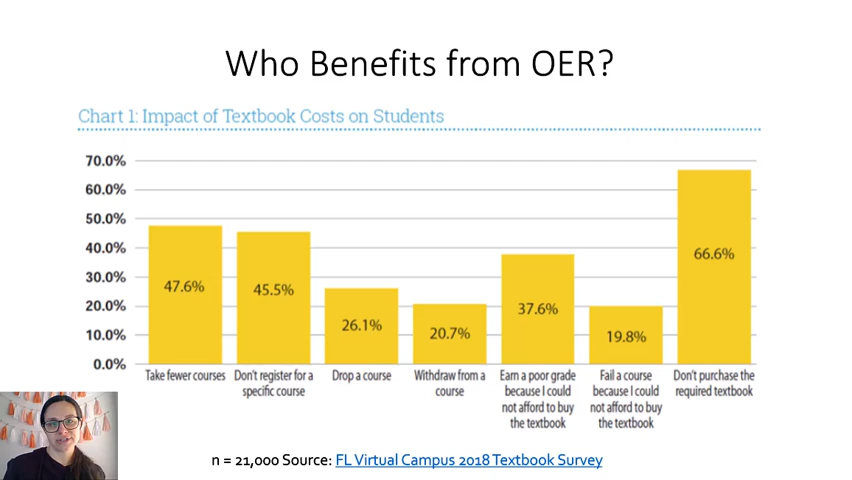 Who Benefits from OER?
Chart 1: Impact of Textbook Costs on Students
70.0%
60.0%
50.0%
40.0%
30.0%
20.0%
10.0%
0.0%
47.6%
45.5%
26.1%
20.7%
37.6%
19.8%
66.6%
Take fewer courses
Don't register for a
specific course
Drop a course
Withdraw from a
course
Earn a poor grade
because I could
not afford to buy
the textbook
Fail a course
because I could
not afford to buy
the textbook
Don't purchase the
required textbook
n = 21,000 Source: FL Virtual Campus 2018 Textbook Survey